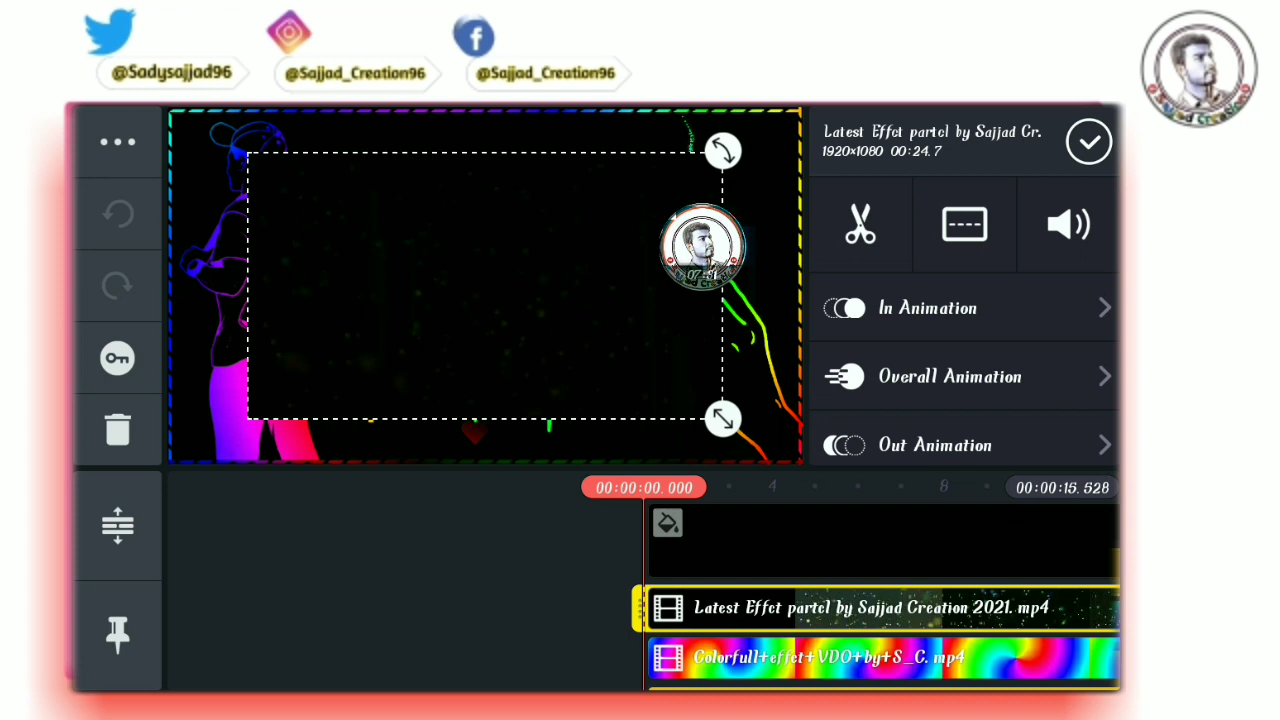 @Sadysajjad96
@Sajjad_Creation96
@Sajjad_Creation96
Sajjad Creation
Latest Effct partcl by Sajjad Cr.
1920×1080 00:24.7
In Animation
Overall Animation
Out Animation
00:00:00.000
4
8
00:00:15.528
Latest Effct partcl by Sajjad Creation 2021.mp4
Colorfull+effct+VDO+by+S_C.mp4